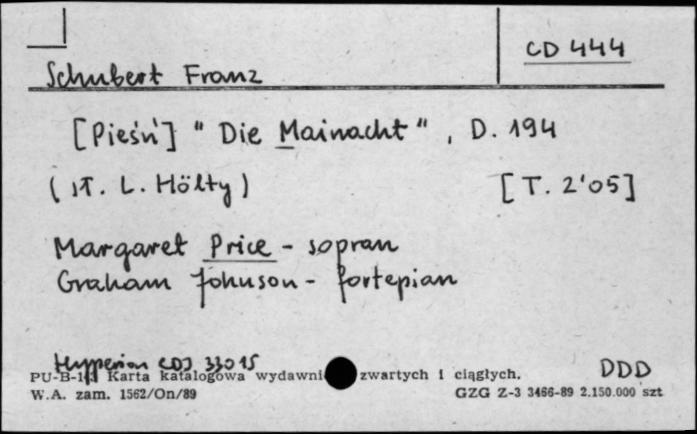 CD 444
Schubert Franz
[Pieśń] "Die Mainacht", D. 194
(sł. L. Hölty) [T. 2'05]
Margaret Price - sopran
Graham Johnson - fortepian
Hyperion CDJ 33015 DDD
PU-B-1 Karta katalogowa wydawni zwartych i ciągłych.
W.A. zam. 1562/On/89 GZG Z-3 3466-89 2.150.000 szt